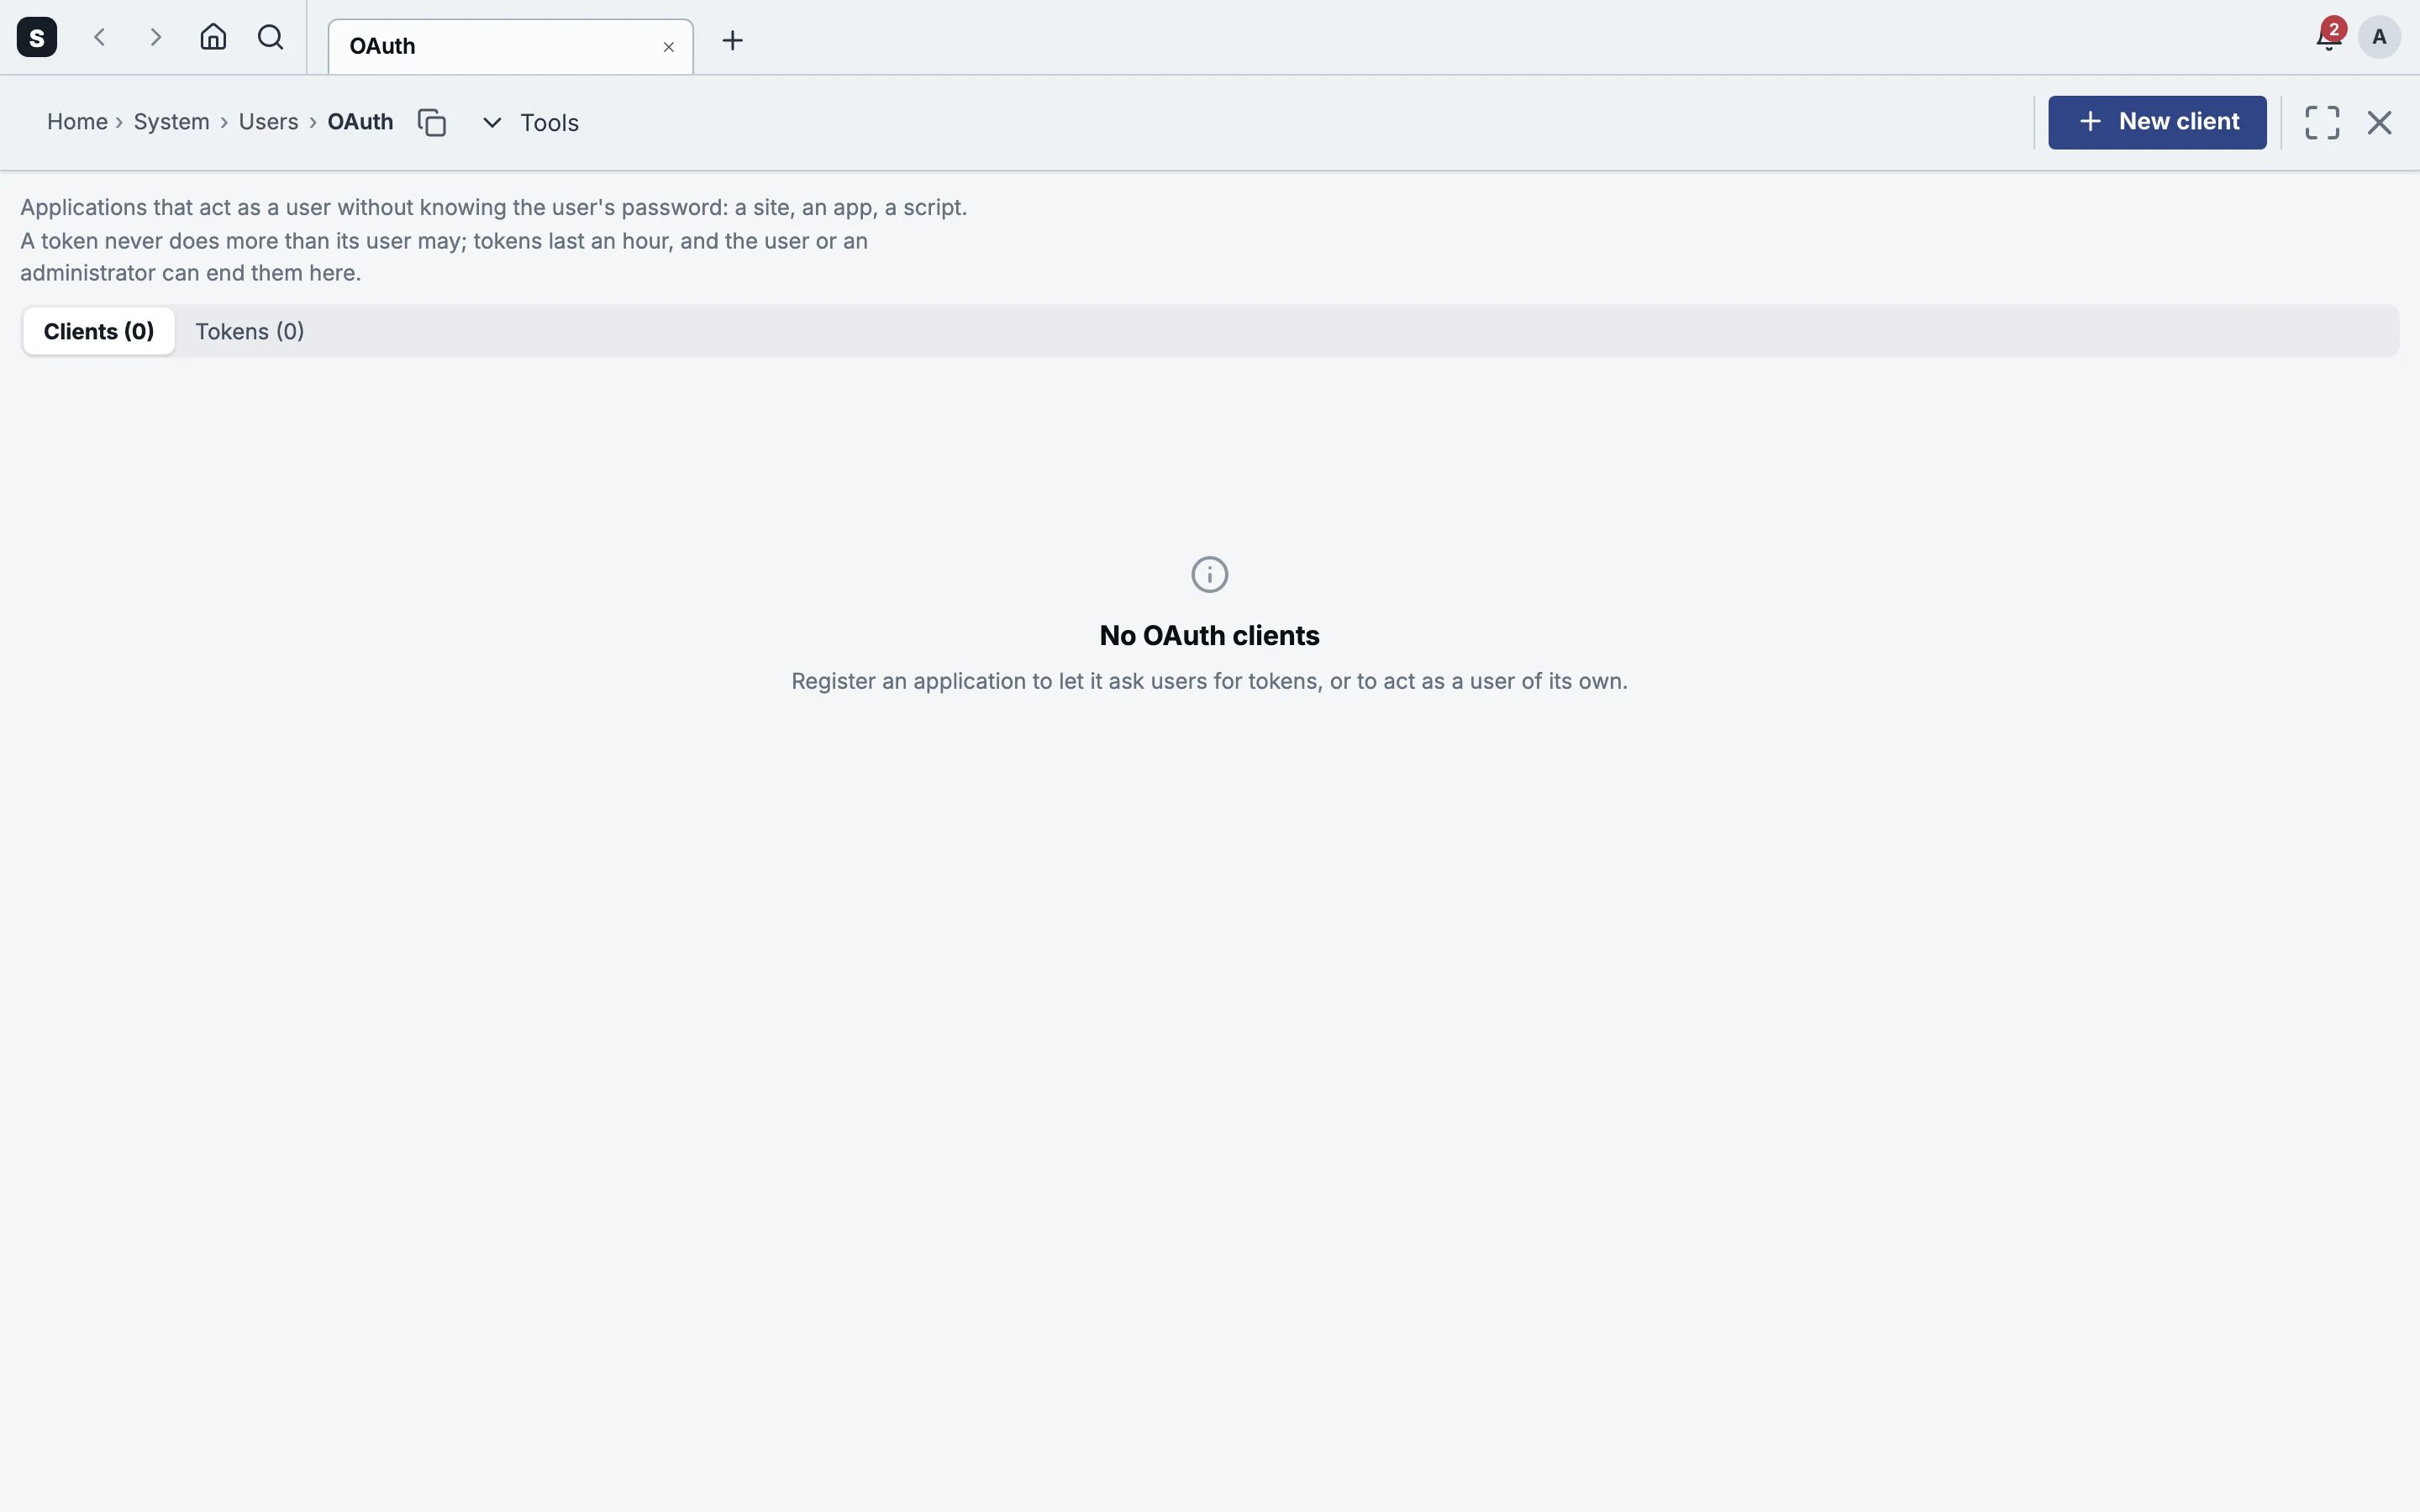 S
OAuth
2
A
Home › System › Users › OAuth
Tools
New client
Applications that act as a user without knowing the user's password: a site, an app, a script.
A token never does more than its user may; tokens last an hour, and the user or an
administrator can end them here.
Clients (0)
Tokens (0)
No OAuth clients
Register an application to let it ask users for tokens, or to act as a user of its own.